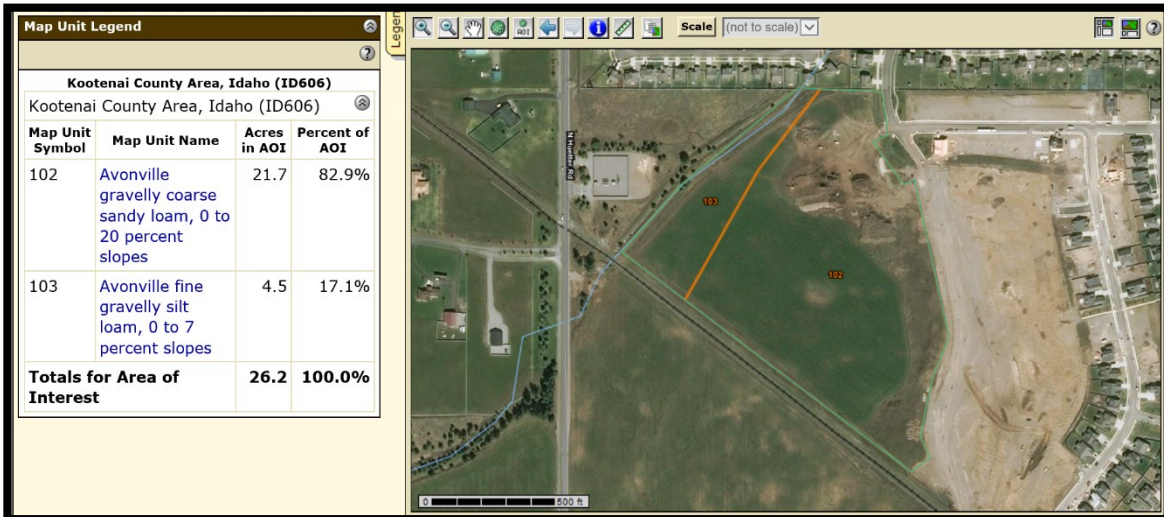 Map Unit Legend
Kootenai County Area, Idaho (ID606)
Kootenai County Area, Idaho (ID606)
Map Unit Symbol Map Unit Name Acres in AOI Percent of AOI
102 Avonville gravelly coarse sandy loam, 0 to 20 percent slopes 21.7 82.9%
103 Avonville fine gravelly silt loam, 0 to 7 percent slopes 4.5 17.1%
Totals for Area of Interest 26.2 100.0%
Legen
AOI
Scale (not to scale)
N Huetter Rd
103
102
0 500 ft